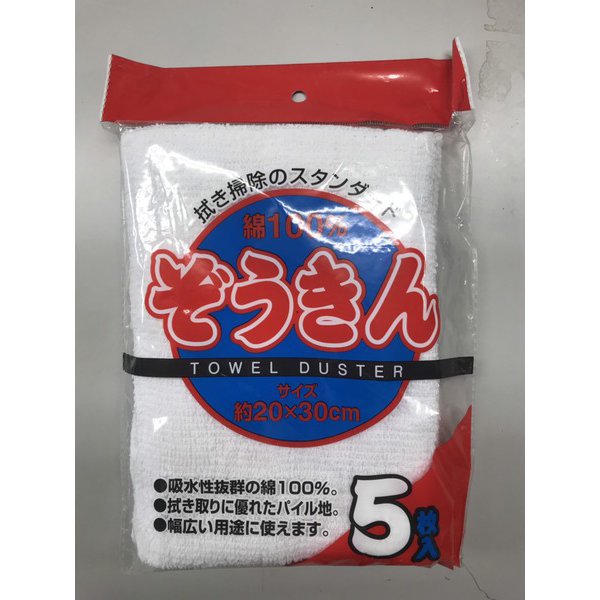 拭き掃除のスタンダード
綿100%
ぞうきん
TOWEL DUSTER
サイズ
約20×30cm
●吸水性抜群の綿100%。
●拭き取りに優れたパイル地。
●幅広い用途に使えます。
5枚入